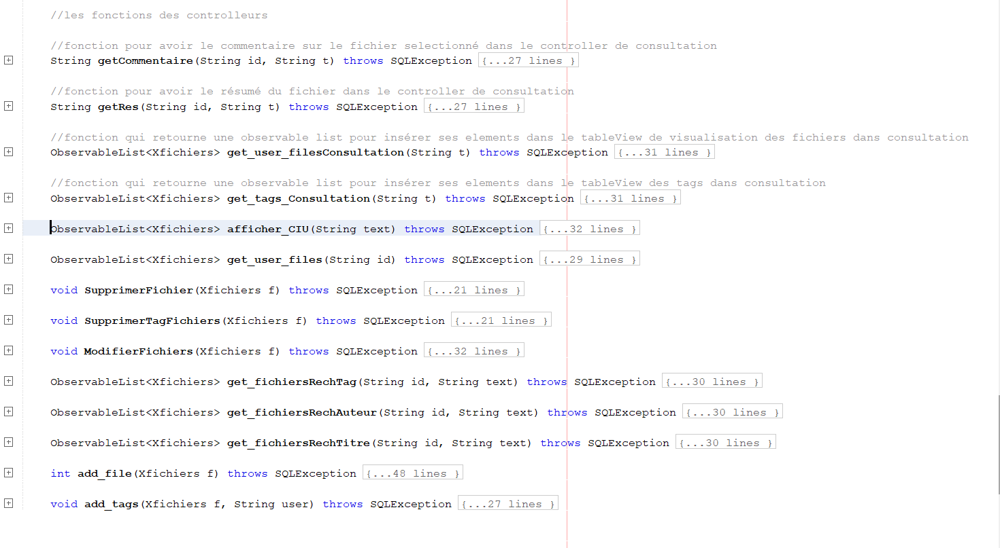 //les fonctions des controlleurs
//fonction pour avoir le commentaire sur le fichier selectionné dans le controller de consultation
String getCommentaire(String id, String t) throws SQLException {...27 lines }
//fonction pour avoir le résumé du fichier dans le controller de consultation
String getRes(String id, String t) throws SQLException {...27 lines }
//fonction qui retourne une observable list pour insérer ses elements dans le tableView de visualisation des fichiers dans consultation
ObservableList<Xfichiers> get_user_filesConsultation(String t) throws SQLException {...31 lines }
//fonction qui retourne une observable list pour insérer ses elements dans le tableView des tags dans consultation
ObservableList<Xfichiers> get_tags_Consultation(String t) throws SQLException {...31 lines }
ObservableList<Xfichiers> afficher_CIU(String text) throws SQLException {...32 lines }
ObservableList<Xfichiers> get_user_files(String id) throws SQLException {...29 lines }
void SupprimerFichier(Xfichiers f) throws SQLException {...21 lines }
void SupprimerTagFichiers(Xfichiers f) throws SQLException {...21 lines }
void ModifierFichiers(Xfichiers f) throws SQLException {...32 lines }
ObservableList<Xfichiers> get_fichiersRechTag(String id, String text) throws SQLException {...30 lines }
ObservableList<Xfichiers> get_fichiersRechAuteur(String id, String text) throws SQLException {...30 lines }
ObservableList<Xfichiers> get_fichiersRechTitre(String id, String text) throws SQLException {...30 lines }
int add_file(Xfichiers f) throws SQLException {...48 lines }
void add_tags(Xfichiers f, String user) throws SQLException {...27 lines }